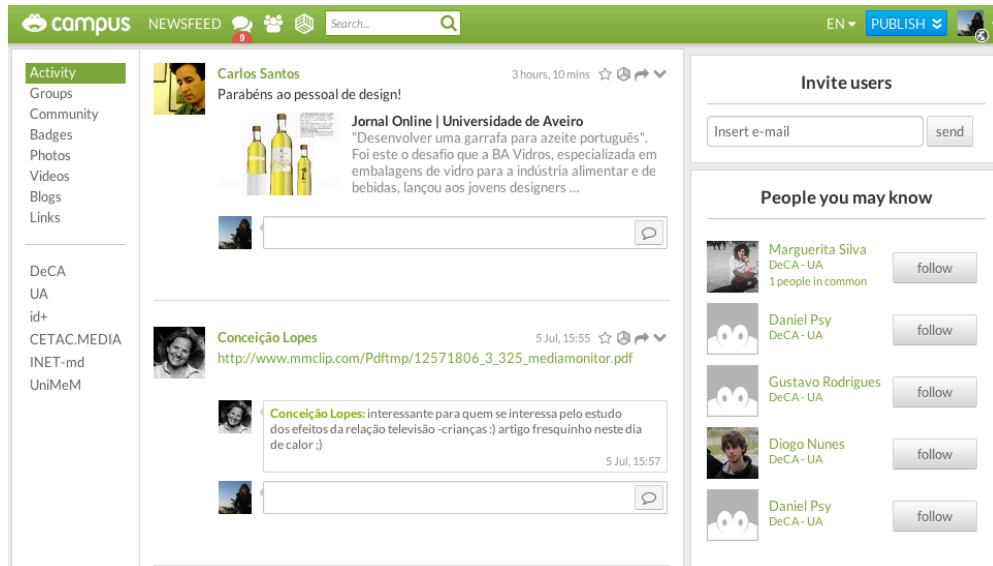 campus NEWSFEED 9 Search... EN PUBLISH
Activity
Groups
Community
Badges
Photos
Videos
Blogs
Links
DeCA
UA
id+
CETAC.MEDIA
INET-md
UniMeM
Carlos Santos 3 hours, 10 mins
Parabéns ao pessoal de design!
Jornal Online | Universidade de Aveiro
"Desenvolver uma garrafa para azeite português".
Foi este o desafio que a BA Vidros, especializada em
embalagens de vidro para a indústria alimentar e de
bebidas, lançou aos jovens designers ...
Conceição Lopes 5 Jul, 15:55
http://www.mmclip.com/Pdftmp/12571806_3_325_mediamonitor.pdf
Conceição Lopes: interessante para quem se interessa pelo estudo
dos efeitos da relação televisão -crianças :) artigo fresquinho neste dia
de calor ;)
5 Jul, 15:57
Invite users
Insert e-mail send
People you may know
Marguerita Silva
DeCA - UA
1 people in common
follow
Daniel Psy
DeCA - UA
follow
Gustavo Rodrigues
DeCA - UA
follow
Diogo Nunes
DeCA - UA
follow
Daniel Psy
DeCA - UA
follow